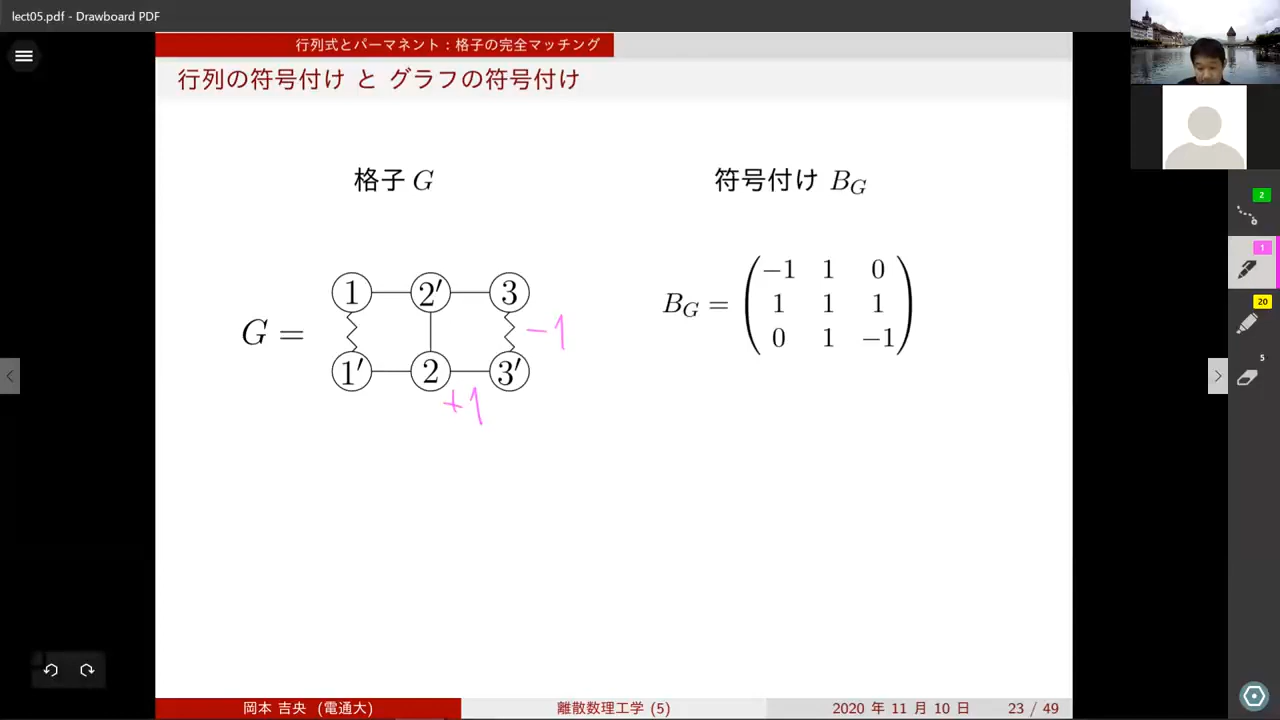 lect05.pdf - Drawboard PDF
行列式とパーマネント:格子の完全マッチング
行列の符号付け と グラフの符号付け
格子 G
符号付け B_G
G =
1 2′ 3
1′ 2 3′
−1
+1
B_G =
−1 1 0
1 1 1
0 1 −1
岡本 吉央 (電通大)
離散数理工学 (5)
2020 年 11 月 10 日
23 / 49
2
1
20
5